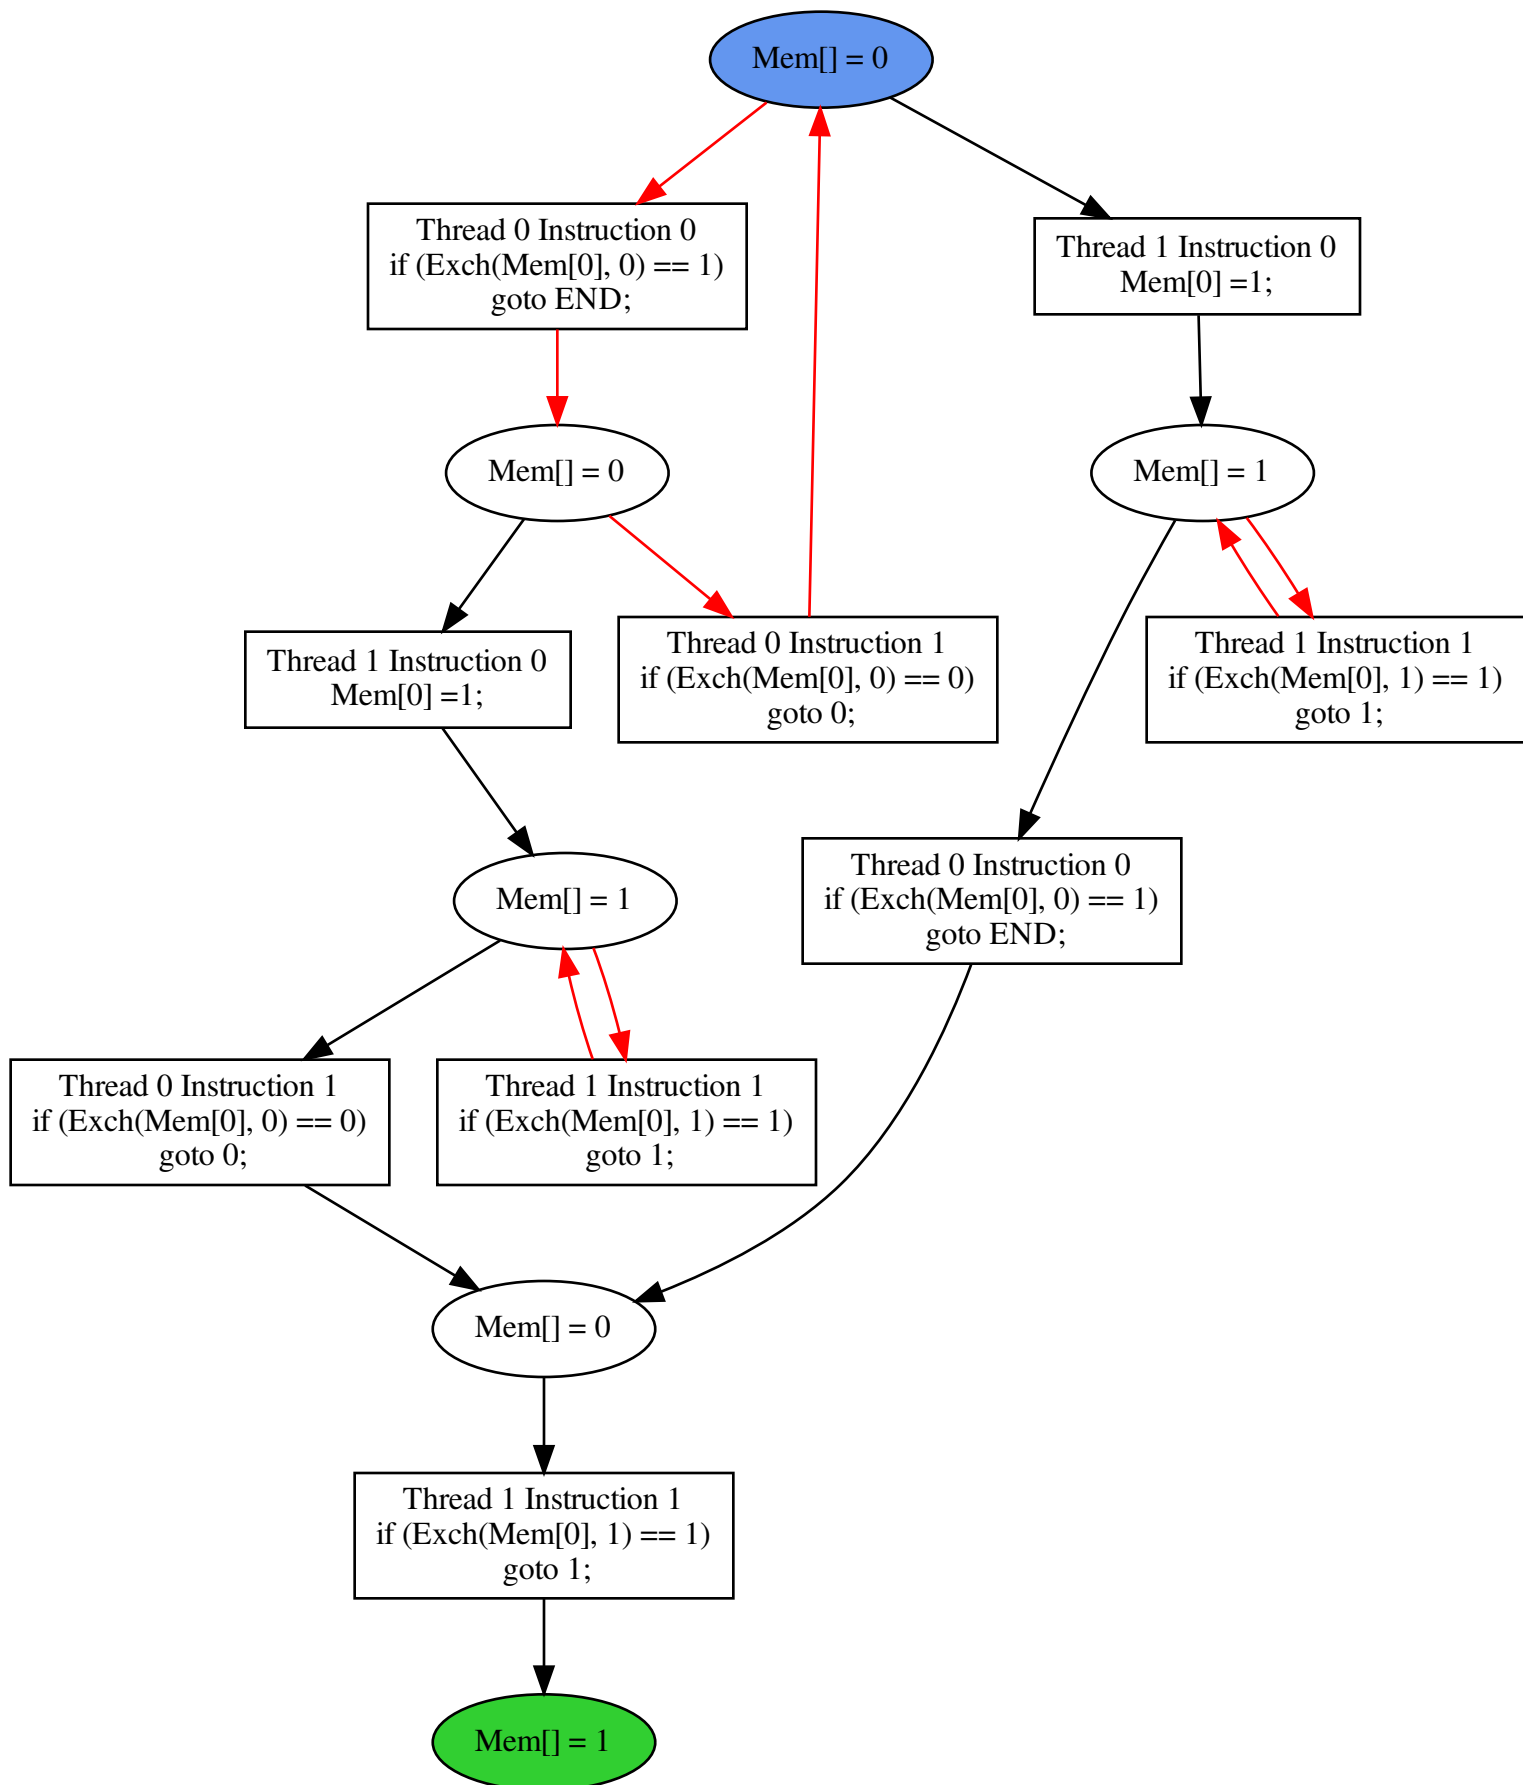 Mem[] = 0
Thread 0 Instruction 0
if (Exch(Mem[0], 0) == 1)
goto END;
Thread 1 Instruction 0
Mem[0] =1;
Mem[] = 0
Mem[] = 1
Thread 1 Instruction 0
Mem[0] =1;
Thread 0 Instruction 1
if (Exch(Mem[0], 0) == 0)
goto 0;
Thread 1 Instruction 1
if (Exch(Mem[0], 1) == 1)
goto 1;
Mem[] = 1
Thread 0 Instruction 0
if (Exch(Mem[0], 0) == 1)
goto END;
Thread 0 Instruction 1
if (Exch(Mem[0], 0) == 0)
goto 0;
Thread 1 Instruction 1
if (Exch(Mem[0], 1) == 1)
goto 1;
Mem[] = 0
Thread 1 Instruction 1
if (Exch(Mem[0], 1) == 1)
goto 1;
Mem[] = 1